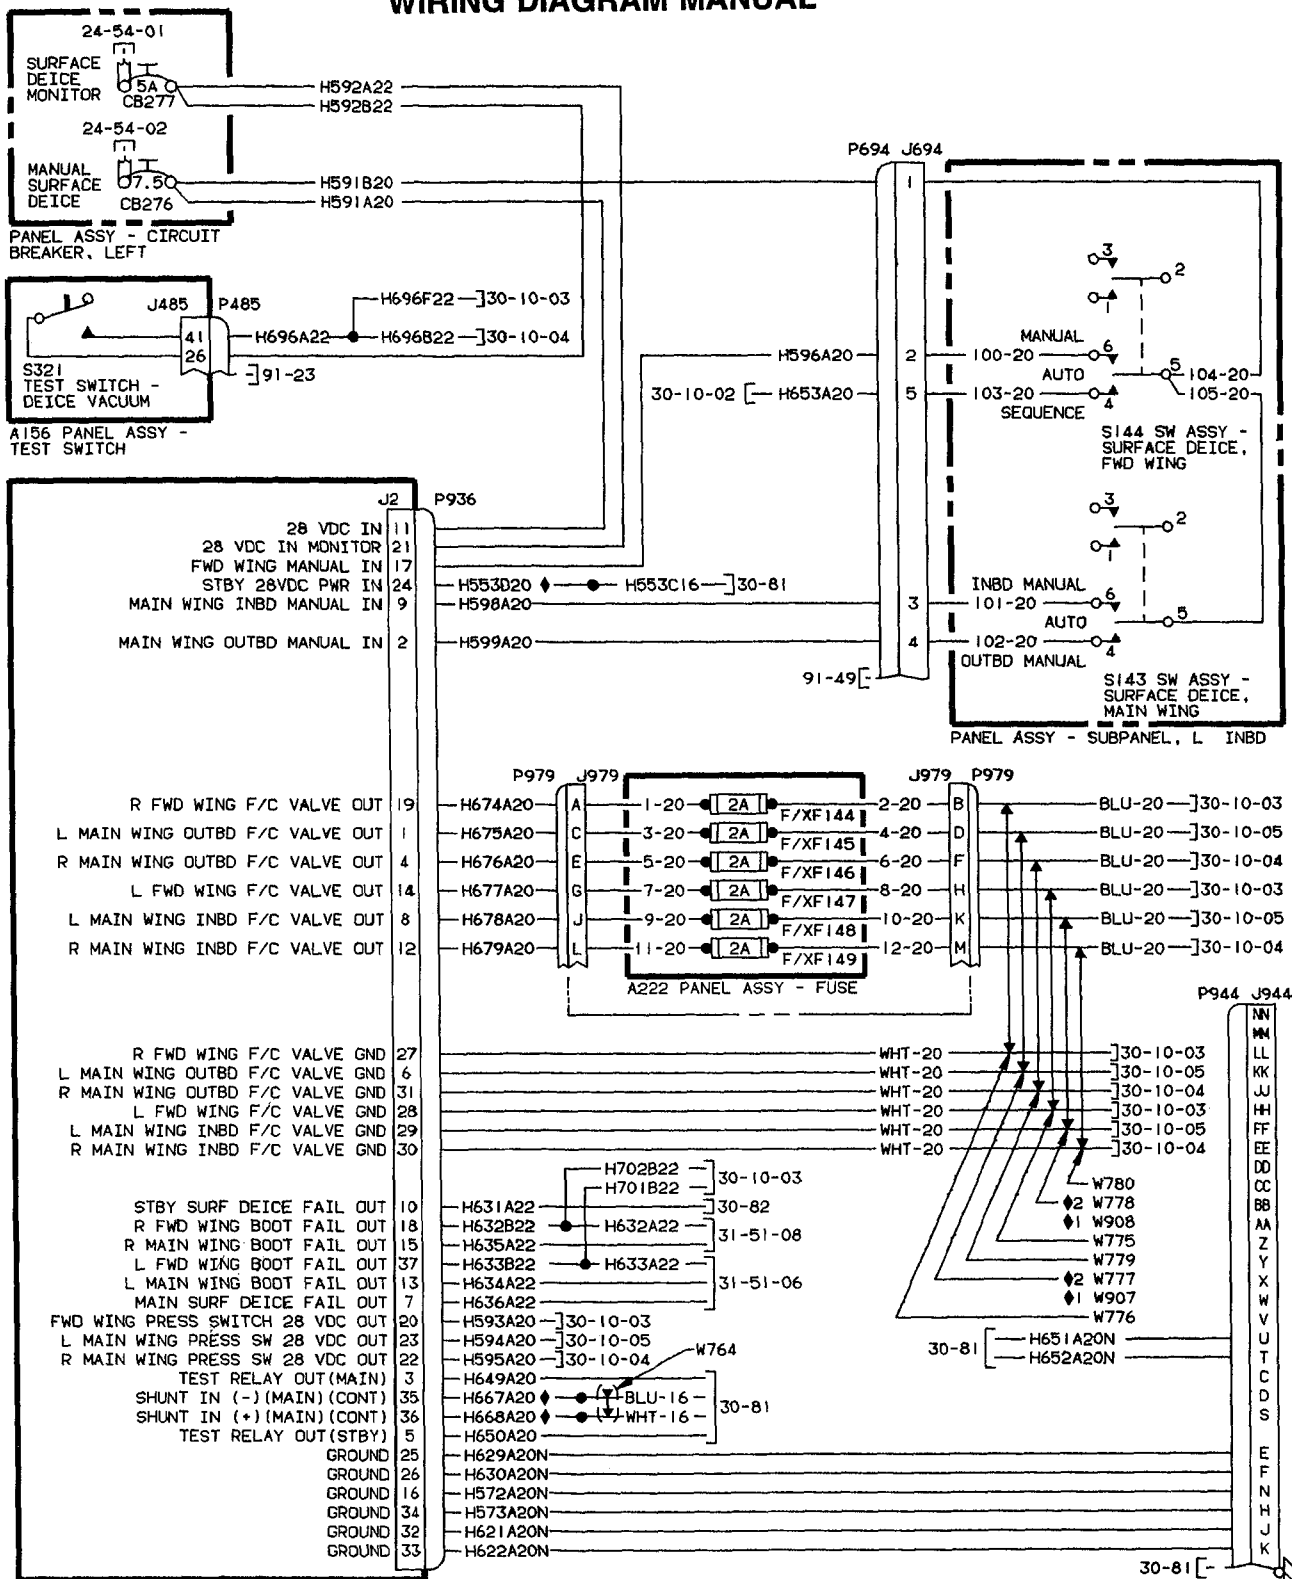 WIRING DIAGRAM MANUAL
24-54-01
SURFACE
DEICE
MONITOR
5A
CB277
H592A22
H592B22
24-54-02
MANUAL
SURFACE
DEICE
7.5
CB276
H591B20
H591A20
PANEL ASSY - CIRCUIT
BREAKER, LEFT
P694 J694
1
3
2
1
MANUAL
H596A20 2 100-20 6
AUTO 5 104-20
30-10-02 H653A20 5 103-20 4 105-20
SEQUENCE
S144 SW ASSY -
SURFACE DEICE,
FWD WING
J485 P485
H696F22 30-10-03
41 H696A22 H696B22 30-10-04
26
91-23
S321
TEST SWITCH -
DEICE VACUUM
A156 PANEL ASSY -
TEST SWITCH
3
2
1
INBD MANUAL
3 101-20 6
AUTO 5
4 102-20 4
OUTBD MANUAL
91-49
S143 SW ASSY -
SURFACE DEICE,
MAIN WING
PANEL ASSY - SUBPANEL, L INBD
J2 P936
28 VDC IN 11
28 VDC IN MONITOR 21
FWD WING MANUAL IN 17
STBY 28VDC PWR IN 24 H553D20 H553C16 30-81
MAIN WING INBD MANUAL IN 9 H598A20
MAIN WING OUTBD MANUAL IN 2 H599A20
P979 J979 J979 P979
R FWD WING F/C VALVE OUT 19 H674A20 A 1-20 2A F/XF144 2-20 B BLU-20 30-10-03
L MAIN WING OUTBD F/C VALVE OUT 1 H675A20 C 3-20 2A F/XF145 4-20 D BLU-20 30-10-05
R MAIN WING OUTBD F/C VALVE OUT 4 H676A20 E 5-20 2A F/XF146 6-20 F BLU-20 30-10-04
L FWD WING F/C VALVE OUT 14 H677A20 G 7-20 2A F/XF147 8-20 H BLU-20 30-10-03
L MAIN WING INBD F/C VALVE OUT 8 H678A20 J 9-20 2A F/XF148 10-20 K BLU-20 30-10-05
R MAIN WING INBD F/C VALVE OUT 12 H679A20 L 11-20 2A F/XF149 12-20 M BLU-20 30-10-04
A222 PANEL ASSY - FUSE
P944 J944
NN
MM
R FWD WING F/C VALVE GND 27 WHT-20 30-10-03 LL
L MAIN WING OUTBD F/C VALVE GND 6 WHT-20 30-10-05 KK
R MAIN WING OUTBD F/C VALVE GND 31 WHT-20 30-10-04 JJ
L FWD WING F/C VALVE GND 28 WHT-20 30-10-03 HH
L MAIN WING INBD F/C VALVE GND 29 WHT-20 30-10-05 FF
R MAIN WING INBD F/C VALVE GND 30 WHT-20 30-10-04 EE
H702B22 DD
H701B22 30-10-03 W780 CC
STBY SURF DEICE FAIL OUT 10 H631A22 30-82 ♦2 W778 BB
R FWD WING BOOT FAIL OUT 18 H632B22 H632A22 ♦1 W908 AA
R MAIN WING BOOT FAIL OUT 15 H635A22 31-51-08 W775 Z
L FWD WING BOOT FAIL OUT 37 H633B22 H633A22 W779 Y
L MAIN WING BOOT FAIL OUT 13 H634A22 31-51-06 ♦2 W777 X
MAIN SURF DEICE FAIL OUT 7 H636A22 ♦1 W907 W
FWD WING PRESS SWITCH 28 VDC OUT 20 H593A20 30-10-03 W776 V
L MAIN WING PRESS SW 28 VDC OUT 23 H594A20 30-10-05 30-81 H651A20N U
R MAIN WING PRESS SW 28 VDC OUT 22 H595A20 30-10-04 W764 H652A20N T
TEST RELAY OUT(MAIN) 3 H649A20 C
SHUNT IN (-)(MAIN)(CONT) 35 H667A20 ♦ BLU-16 D
SHUNT IN (+)(MAIN)(CONT) 36 H668A20 ♦ WHT-16 30-81 S
TEST RELAY OUT(STBY) 5 H650A20
GROUND 25 H629A20N E
GROUND 26 H630A20N F
GROUND 16 H572A20N N
GROUND 34 H573A20N H
GROUND 32 H621A20N J
GROUND 33 H622A20N K
30-81